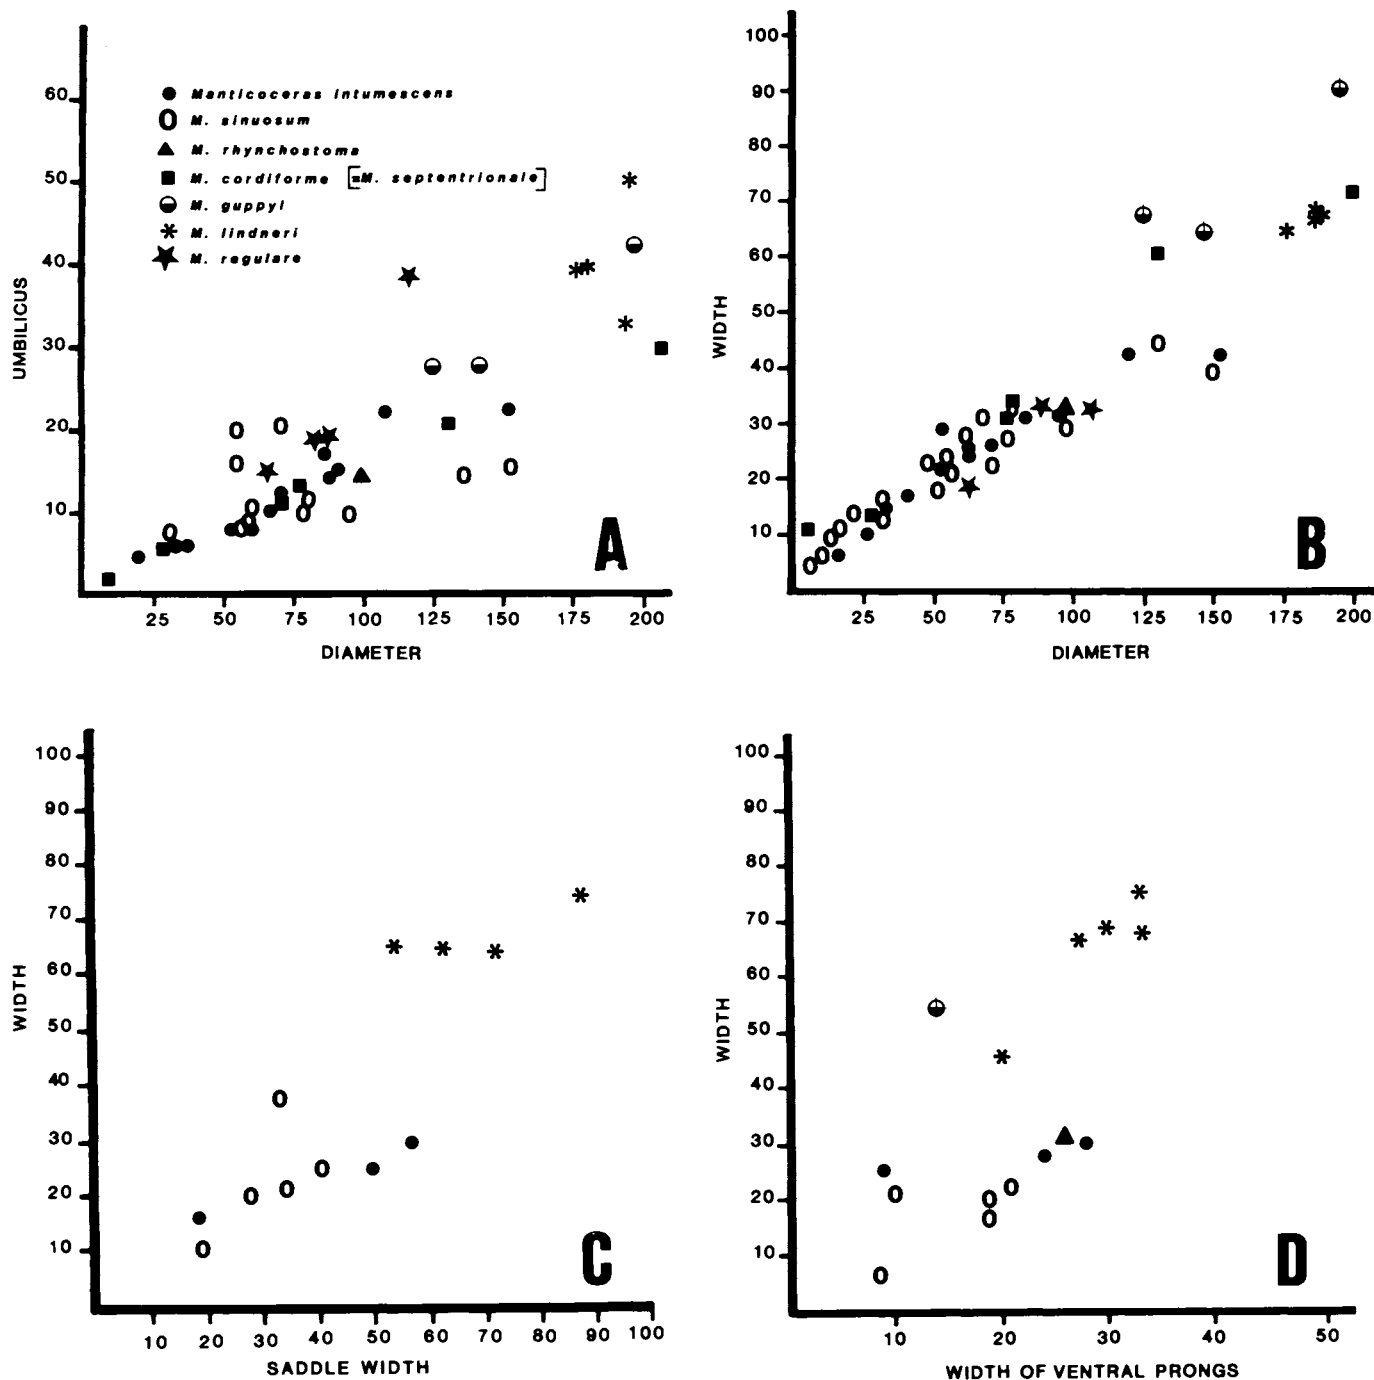 60
50
40
30
20
10
UMBILICUS
Manticoceras intumescens
M. sinuosum
M. rhynchostoma
M. cordiforme [=M. septentrionale]
M. guppyi
M. lindneri
M. regulare
A
25 50 75 100 125 150 175 200
DIAMETER
100
90
80
70
60
50
40
30
20
10
WIDTH
B
25 50 75 100 125 150 175 200
DIAMETER
100
90
80
70
60
50
40
30
20
10
WIDTH
C
10 20 30 40 50 60 70 80 90 100
SADDLE WIDTH
100
90
80
70
60
50
40
30
20
10
WIDTH
D
10 20 30 40 50
WIDTH OF VENTRAL PRONGS